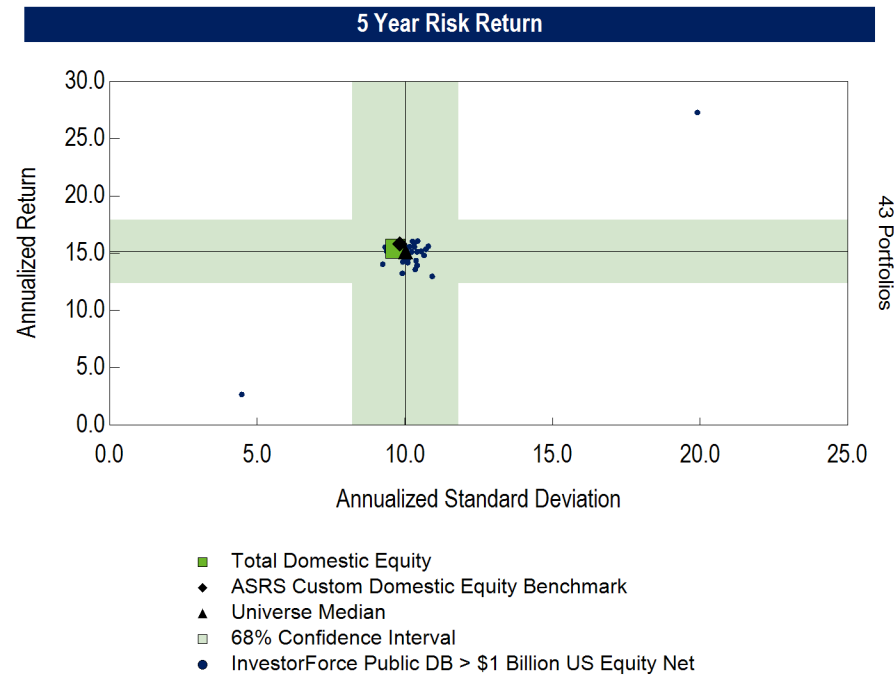 5 Year Risk Return
30.0
25.0
20.0
15.0
10.0
5.0
0.0
Annualized Return
0.0 5.0 10.0 15.0 20.0 25.0
Annualized Standard Deviation
43 Portfolios
Total Domestic Equity
ASRS Custom Domestic Equity Benchmark
Universe Median
68% Confidence Interval
InvestorForce Public DB > $1 Billion US Equity Net